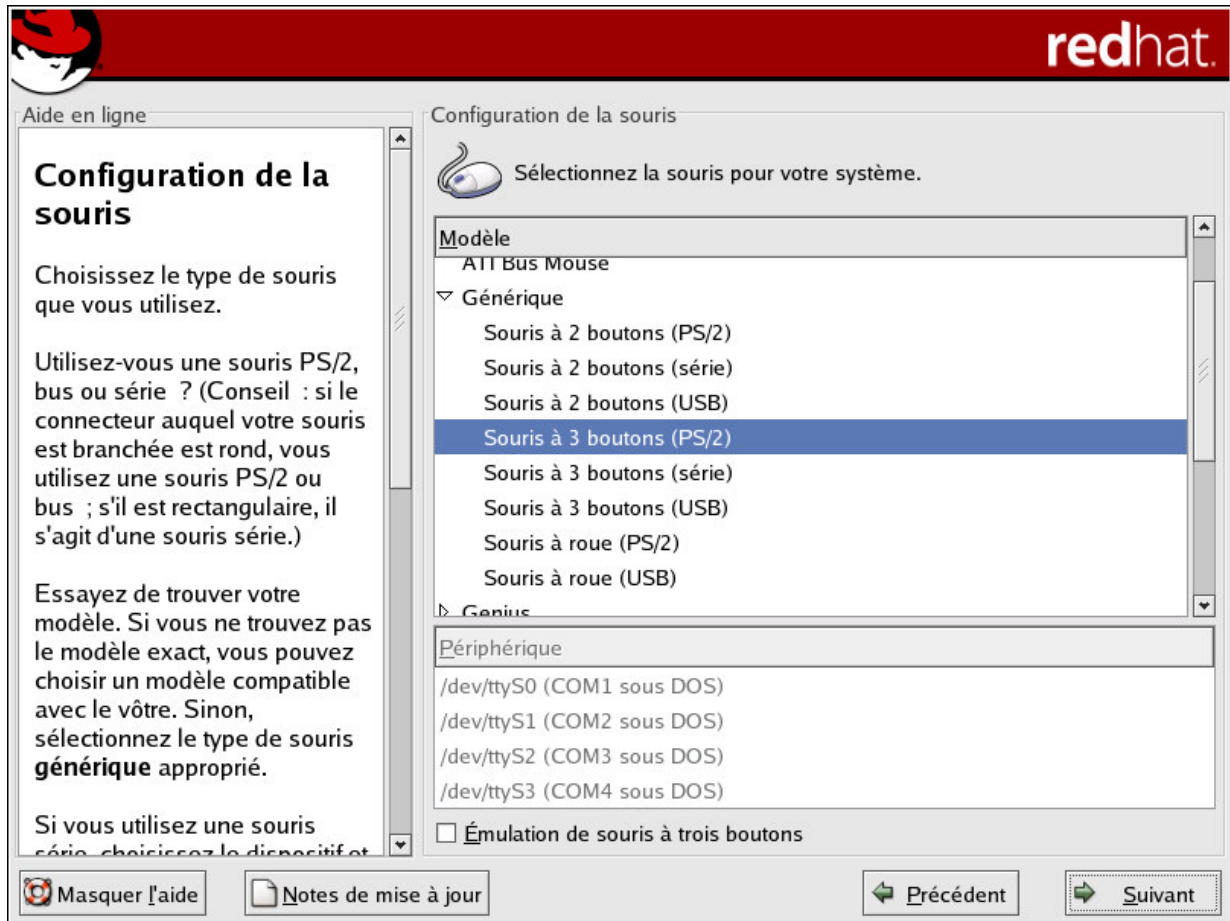 redhat.
Aide en ligne
Configuration de la
souris
Choisissez le type de souris
que vous utilisez.
Utilisez-vous une souris PS/2,
bus ou série  ? (Conseil  : si le
connecteur auquel votre souris
est branchée est rond, vous
utilisez une souris PS/2 ou
bus  ; s'il est rectangulaire, il
s'agit d'une souris série.)
Essayez de trouver votre
modèle. Si vous ne trouvez pas
le modèle exact, vous pouvez
choisir un modèle compatible
avec le vôtre. Sinon,
sélectionnez le type de souris
générique approprié.
Si vous utilisez une souris
série, choisissez le dispositif et
Configuration de la souris
Sélectionnez la souris pour votre système.
Modèle
ATI Bus Mouse
Générique
Souris à 2 boutons (PS/2)
Souris à 2 boutons (série)
Souris à 2 boutons (USB)
Souris à 3 boutons (PS/2)
Souris à 3 boutons (série)
Souris à 3 boutons (USB)
Souris à roue (PS/2)
Souris à roue (USB)
Genius
Périphérique
/dev/ttyS0 (COM1 sous DOS)
/dev/ttyS1 (COM2 sous DOS)
/dev/ttyS2 (COM3 sous DOS)
/dev/ttyS3 (COM4 sous DOS)
Émulation de souris à trois boutons
Masquer l'aide
Notes de mise à jour
Précédent
Suivant